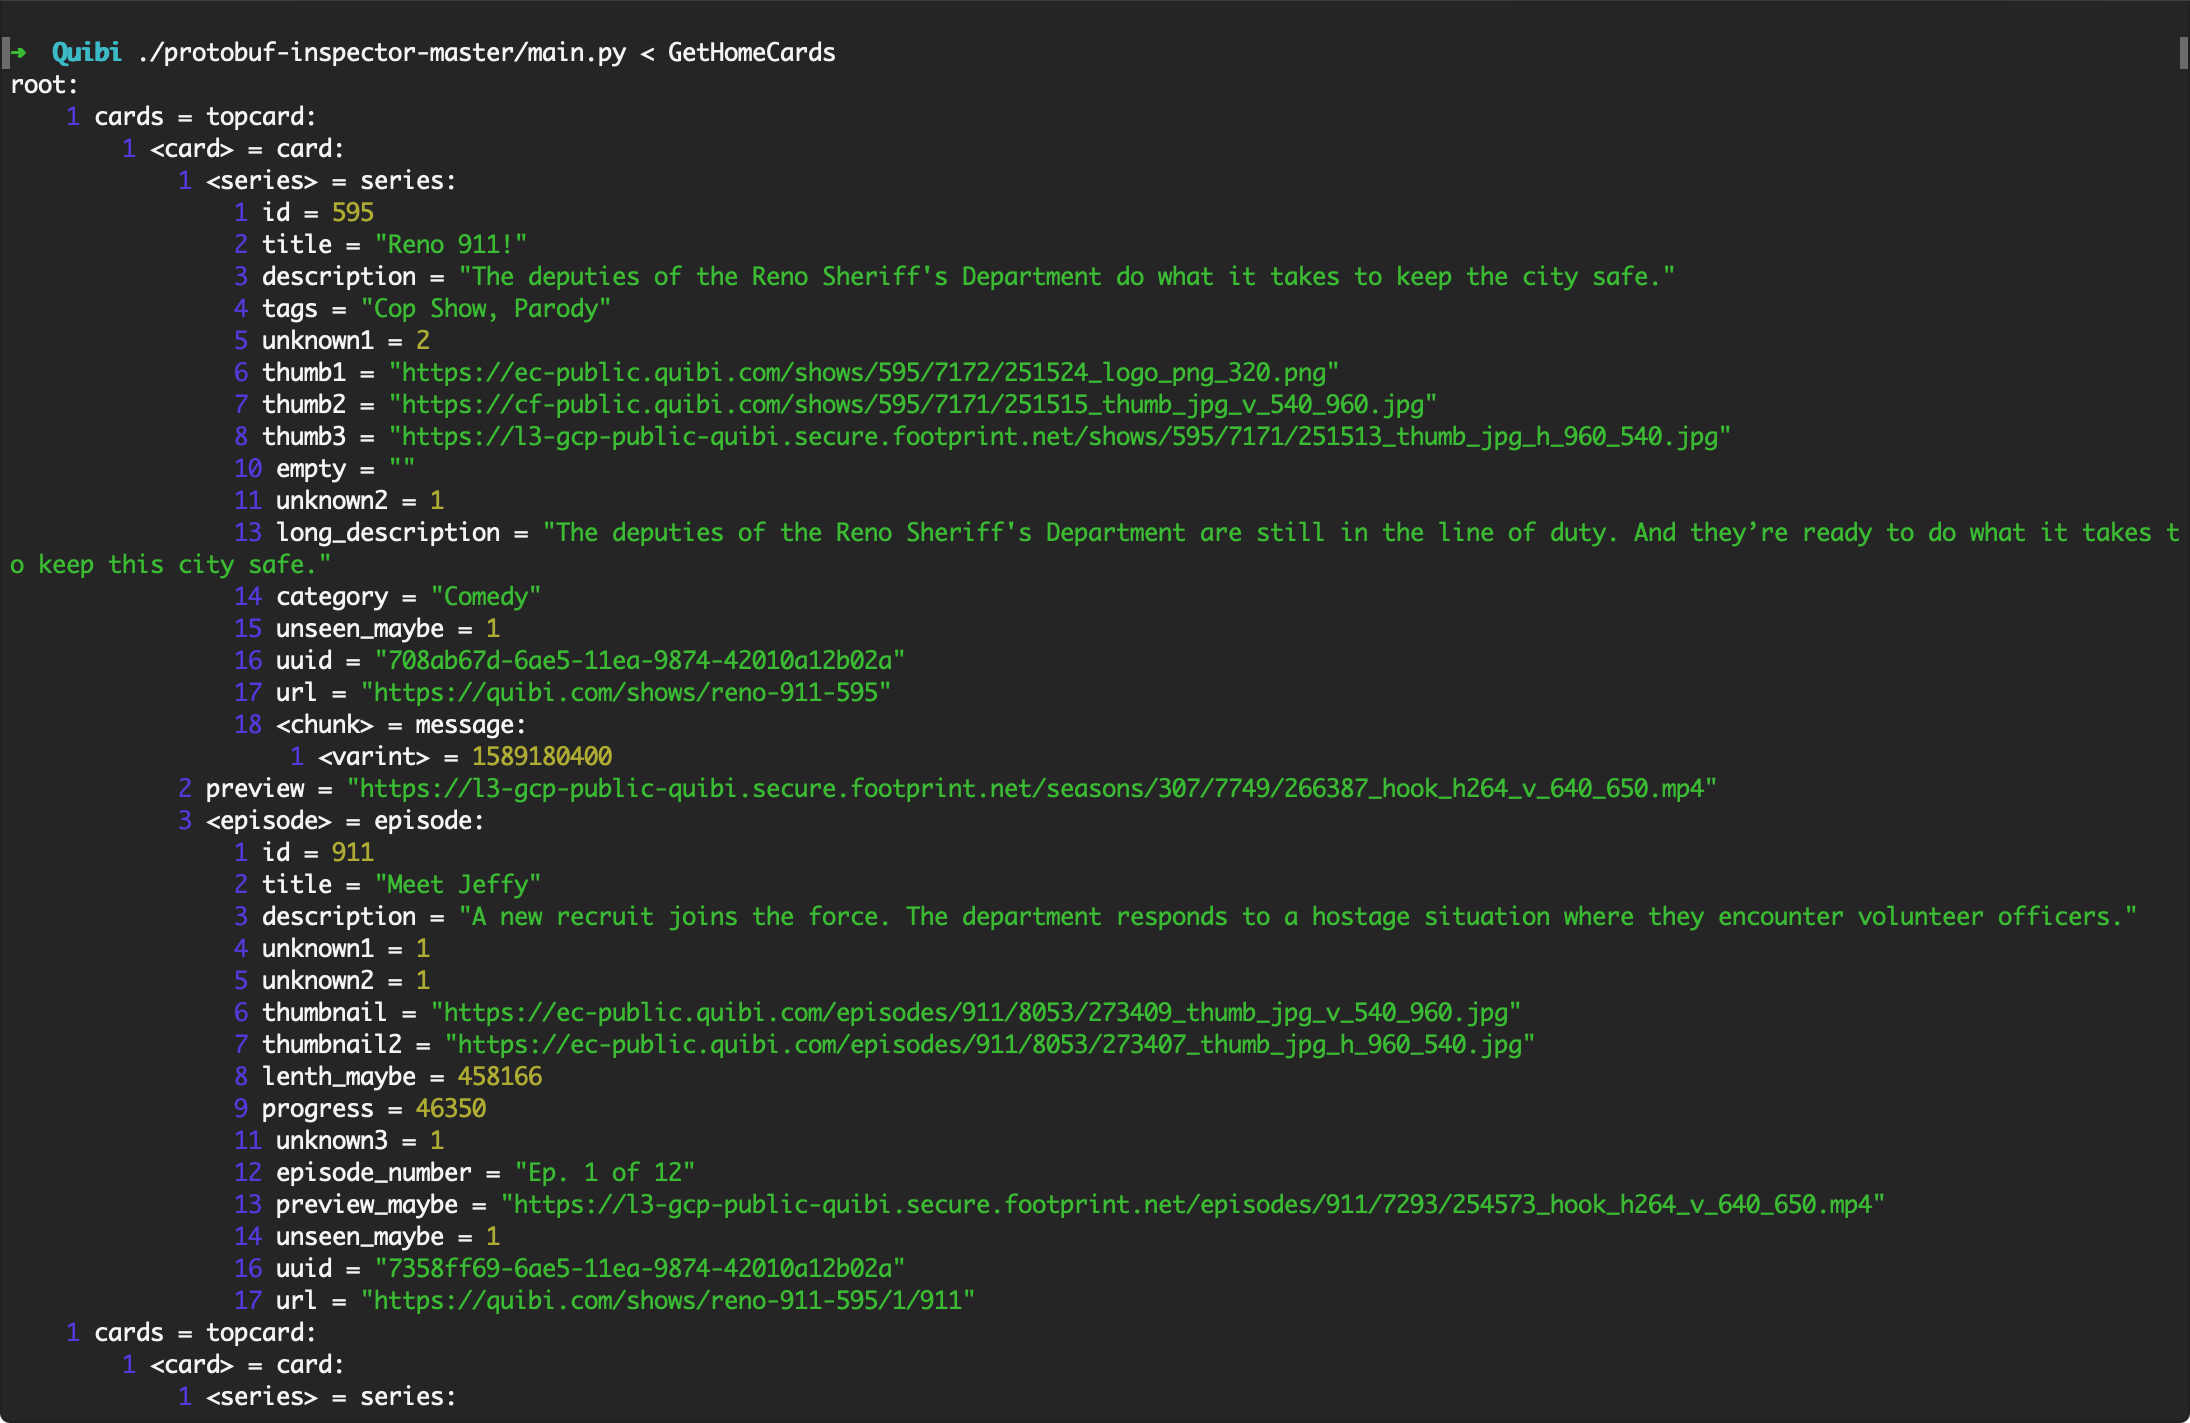 ➜  Quibi ./protobuf-inspector-master/main.py < GetHomeCards
root:
    1 cards = topcard:
        1 <card> = card:
            1 <series> = series:
                1 id = 595
                2 title = "Reno 911!"
                3 description = "The deputies of the Reno Sheriff's Department do what it takes to keep the city safe."
                4 tags = "Cop Show, Parody"
                5 unknown1 = 2
                6 thumb1 = "https://ec-public.quibi.com/shows/595/7172/251524_logo_png_320.png"
                7 thumb2 = "https://cf-public.quibi.com/shows/595/7171/251515_thumb_jpg_v_540_960.jpg"
                8 thumb3 = "https://l3-gcp-public-quibi.secure.footprint.net/shows/595/7171/251513_thumb_jpg_h_960_540.jpg"
                10 empty = ""
                11 unknown2 = 1
                13 long_description = "The deputies of the Reno Sheriff's Department are still in the line of duty. And they’re ready to do what it takes t
o keep this city safe."
                14 category = "Comedy"
                15 unseen_maybe = 1
                16 uuid = "708ab67d-6ae5-11ea-9874-42010a12b02a"
                17 url = "https://quibi.com/shows/reno-911-595"
                18 <chunk> = message:
                    1 <varint> = 1589180400
            2 preview = "https://l3-gcp-public-quibi.secure.footprint.net/seasons/307/7749/266387_hook_h264_v_640_650.mp4"
            3 <episode> = episode:
                1 id = 911
                2 title = "Meet Jeffy"
                3 description = "A new recruit joins the force. The department responds to a hostage situation where they encounter volunteer officers."
                4 unknown1 = 1
                5 unknown2 = 1
                6 thumbnail = "https://ec-public.quibi.com/episodes/911/8053/273409_thumb_jpg_v_540_960.jpg"
                7 thumbnail2 = "https://ec-public.quibi.com/episodes/911/8053/273407_thumb_jpg_h_960_540.jpg"
                8 lenth_maybe = 458166
                9 progress = 46350
                11 unknown3 = 1
                12 episode_number = "Ep. 1 of 12"
                13 preview_maybe = "https://l3-gcp-public-quibi.secure.footprint.net/episodes/911/7293/254573_hook_h264_v_640_650.mp4"
                14 unseen_maybe = 1
                16 uuid = "7358ff69-6ae5-11ea-9874-42010a12b02a"
                17 url = "https://quibi.com/shows/reno-911-595/1/911"
    1 cards = topcard:
        1 <card> = card:
            1 <series> = series: